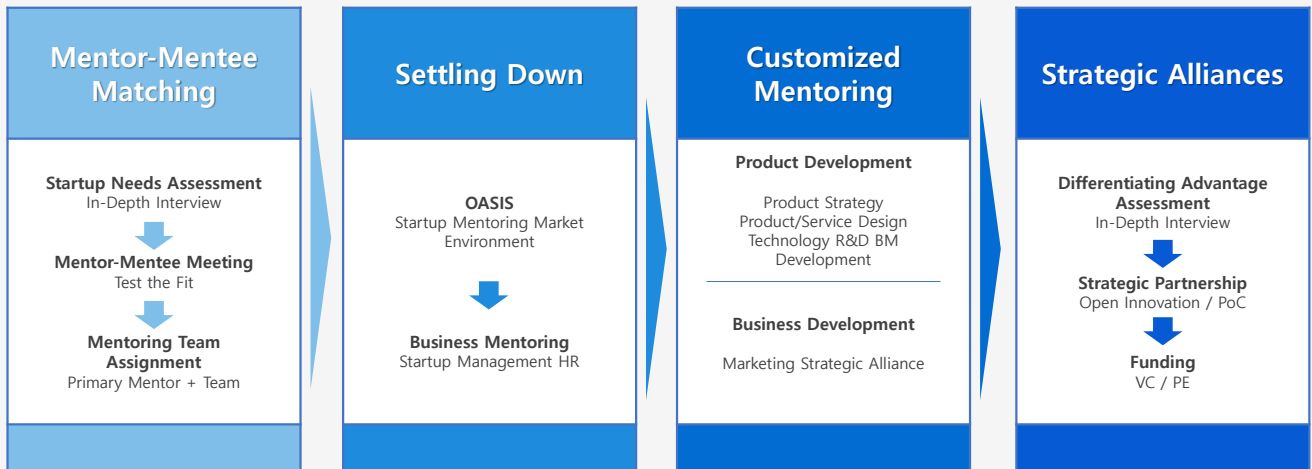 Mentor-Mentee
Matching
Startup Needs Assessment
In-Depth Interview
Mentor-Mentee Meeting
Test the Fit
Mentoring Team
Assignment
Primary Mentor + Team
Settling Down
OASIS
Startup Mentoring Market
Environment
Business Mentoring
Startup Management HR
Customized
Mentoring
Product Development
Product Strategy
Product/Service Design
Technology R&D BM
Development
Business Development
Marketing Strategic Alliance
Strategic Alliances
Differentiating Advantage
Assessment
In-Depth Interview
Strategic Partnership
Open Innovation / PoC
Funding
VC / PE